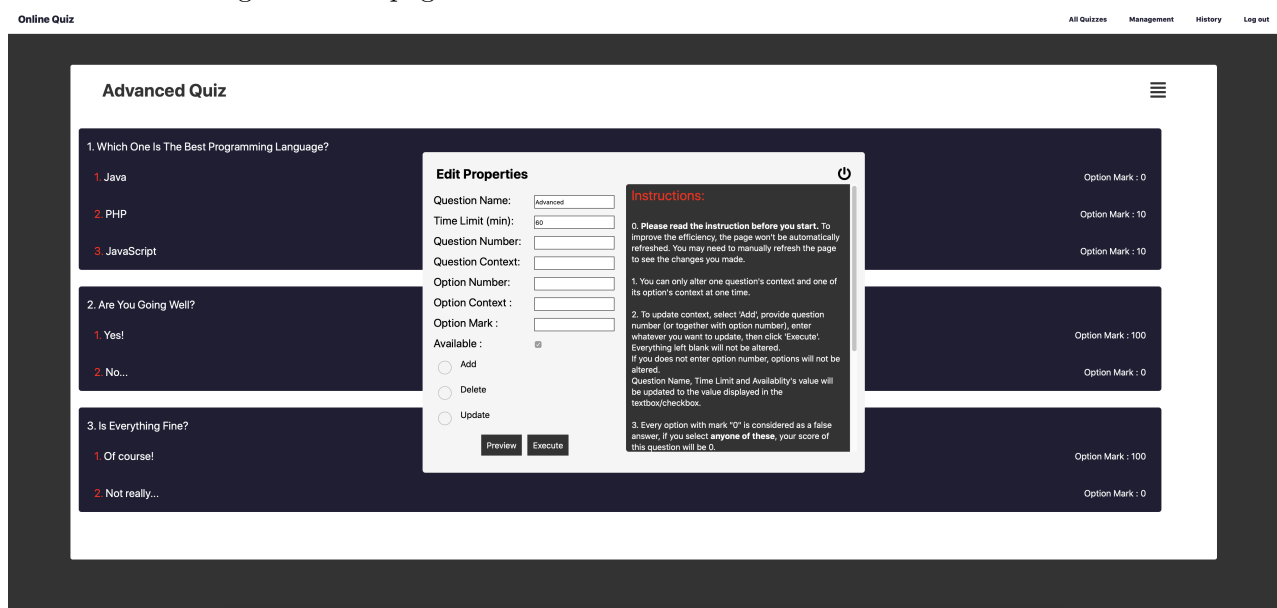 Online Quiz
All Quizzes Management History Log out
Advanced Quiz
1. Which One Is The Best Programming Language?
1. Java Option Mark : 0
2. PHP Option Mark : 10
3. JavaScript Option Mark : 10
2. Are You Going Well?
1. Yes! Option Mark : 100
2. No... Option Mark : 0
3. Is Everything Fine?
1. Of course! Option Mark : 100
2. Not really... Option Mark : 0
Edit Properties
Question Name: Advanced
Time Limit (min): 60
Question Number:
Question Context:
Option Number:
Option Context :
Option Mark :
Available :
Add
Delete
Update
Preview Execute
Instructions:
0. Please read the instruction before you start. To
improve the efficiency, the page won't be automatically
refreshed. You may need to manually refresh the page
to see the changes you made.
1. You can only alter one question's context and one of
its option's context at one time.
2. To update context, select 'Add', provide question
number (or together with option number), enter
whatever you want to update, then click 'Execute'.
Everything left blank will not be altered.
If you does not enter option number, options will not be
altered.
Question Name, Time Limit and Availablity's value will
be updated to the value displayed in the
textbox/checkbox.
3. Every option with mark "0" is considered as a false
answer, if you select anyone of these, your score of
this question will be 0.